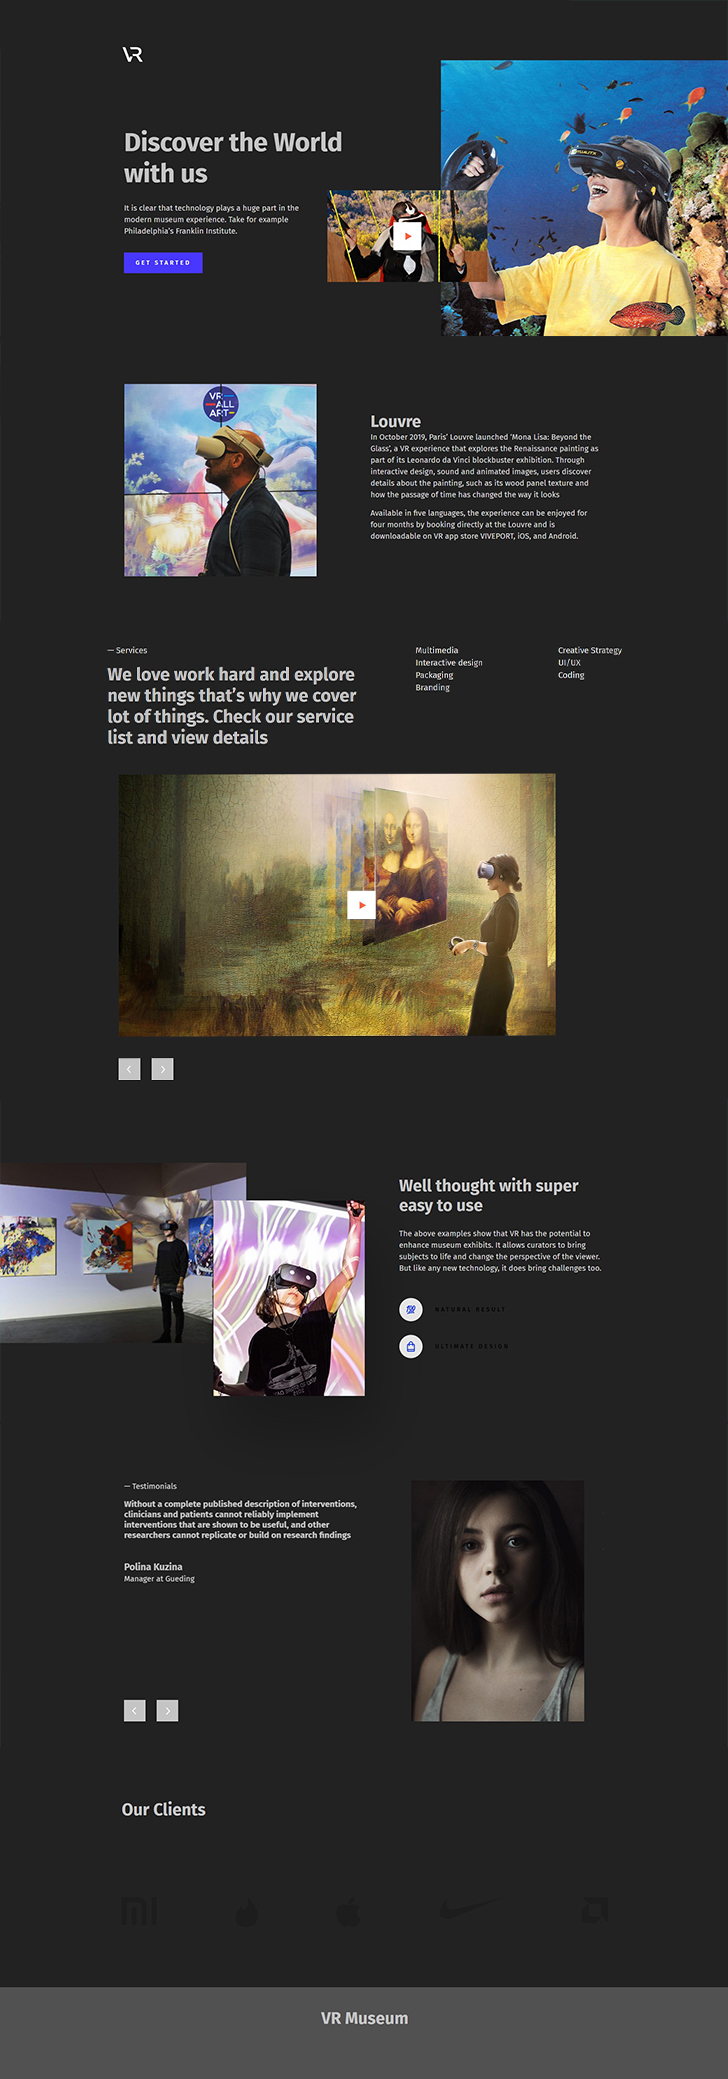 VR
Discover the World
with us
It is clear that technology plays a huge part in the
modern museum experience. Take for example
Philadelphia's Franklin Institute.
GET STARTED
VR
ALL
ART
Louvre
In October 2019, Paris' Louvre launched 'Mona Lisa: Beyond the
Glass', a VR experience that explores the Renaissance painting as
part of its Leonardo da Vinci blockbuster exhibition. Through
interactive design, sound and animated images, users discover
details about the painting, such as its wood panel texture and
how the passage of time has changed the way it looks
Available in five languages, the experience can be enjoyed for
four months by booking directly at the Louvre and is
downloadable on VR app store VIVEPORT, iOS, and Android.
— Services
We love work hard and explore
new things that's why we cover
lot of things. Check our service
list and view details
Multimedia
Interactive design
Packaging
Branding
Creative Strategy
UI/UX
Coding
Well thought with super
easy to use
The above examples show that VR has the potential to
enhance museum exhibits. It allows curators to bring
subjects to life and change the perspective of the viewer.
But like any new technology, it does bring challenges too.
NATURAL RESULT
ULTIMATE DESIGN
— Testimonials
Without a complete published description of interventions,
clinicians and patients cannot reliably implement
interventions that are shown to be useful, and other
researchers cannot replicate or build on research findings
Polina Kuzina
Manager at Gueding
Our Clients
MI
VR Museum